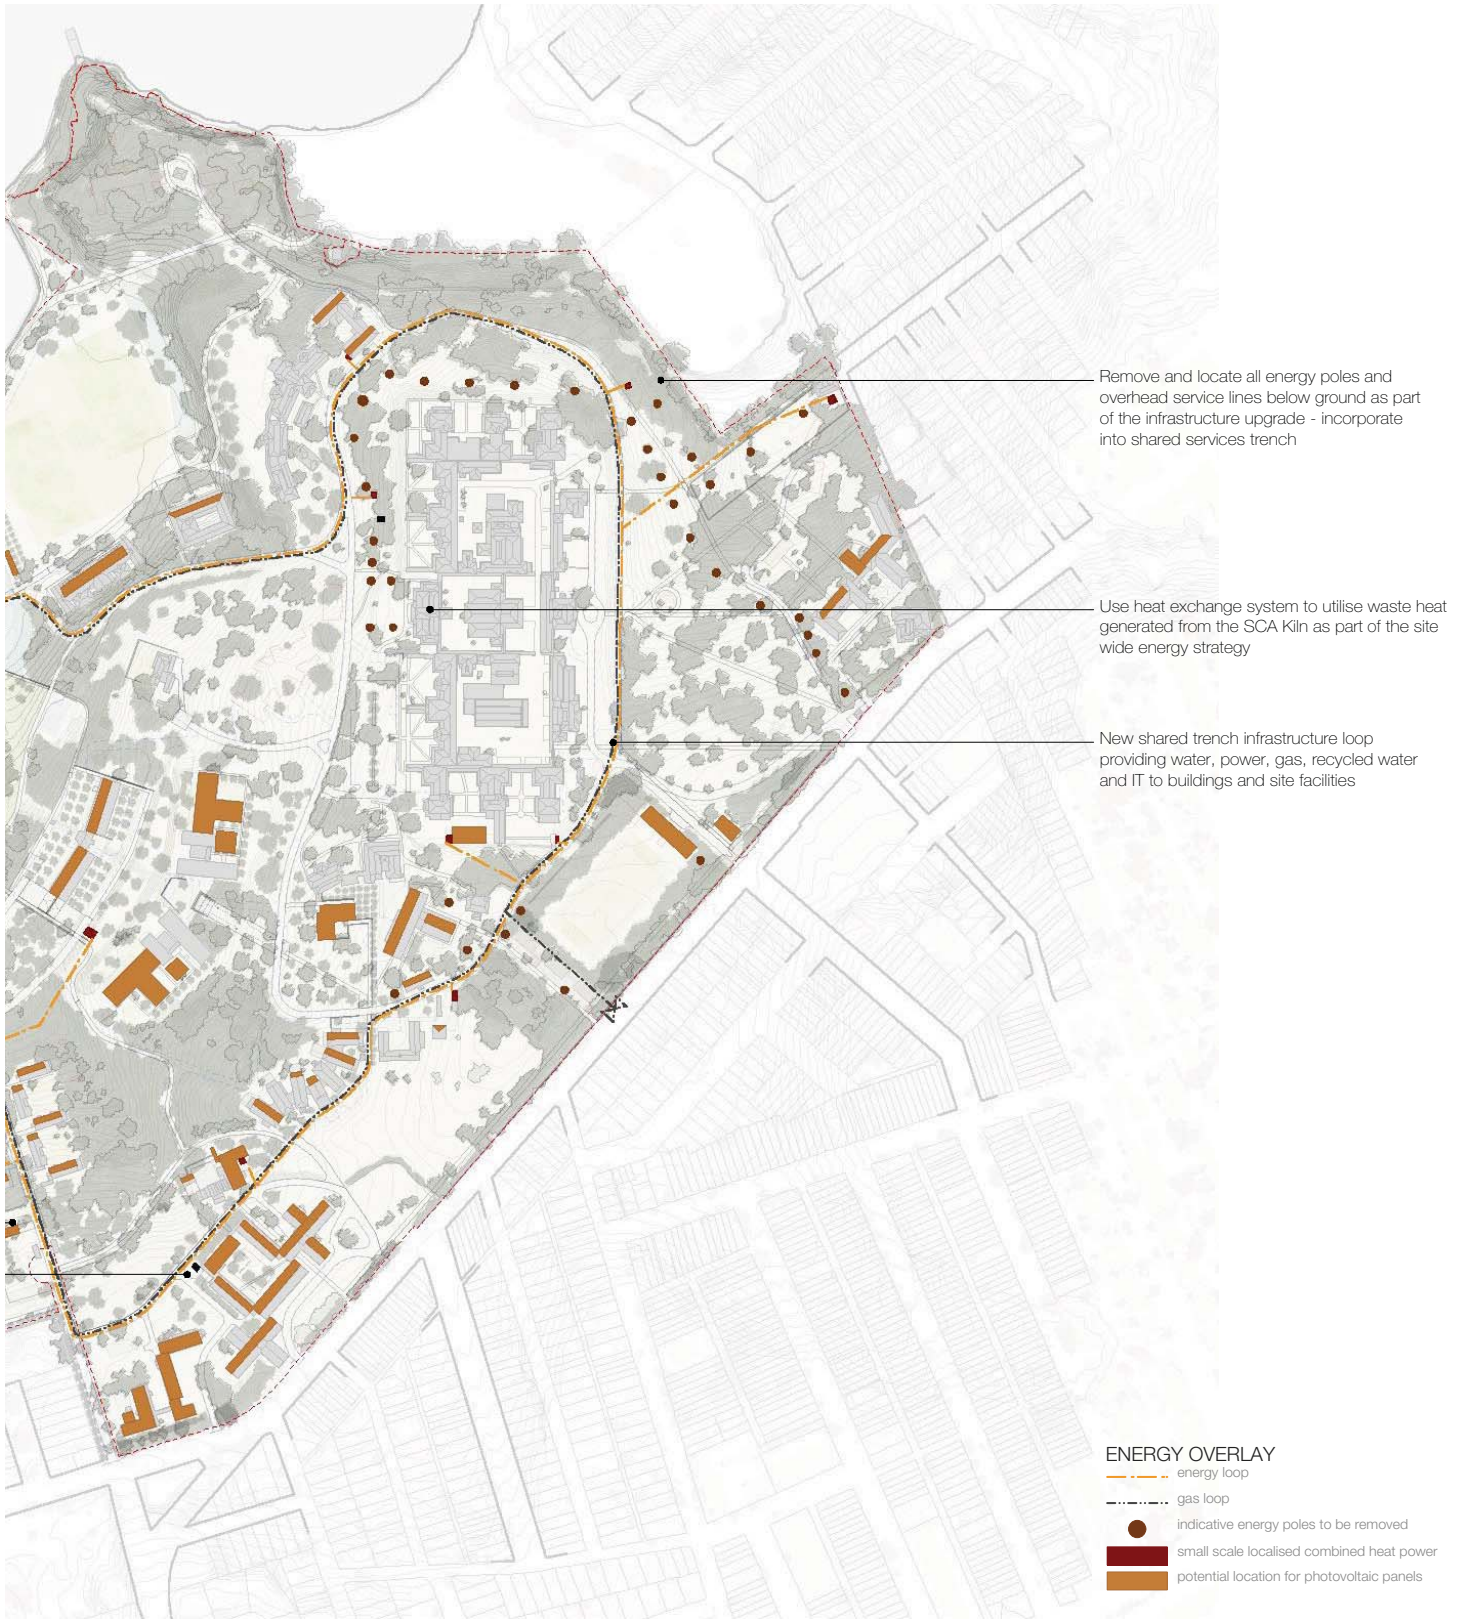 Remove and locate all energy poles and
overhead service lines below ground as part
of the infrastructure upgrade - incorporate
into shared services trench
Use heat exchange system to utilise waste heat
generated from the SCA Kiln as part of the site
wide energy strategy
New shared trench infrastructure loop
providing water, power, gas, recycled water
and IT to buildings and site facilities
ENERGY OVERLAY
energy loop
gas loop
indicative energy poles to be removed
small scale localised combined heat power
potential location for photovoltaic panels